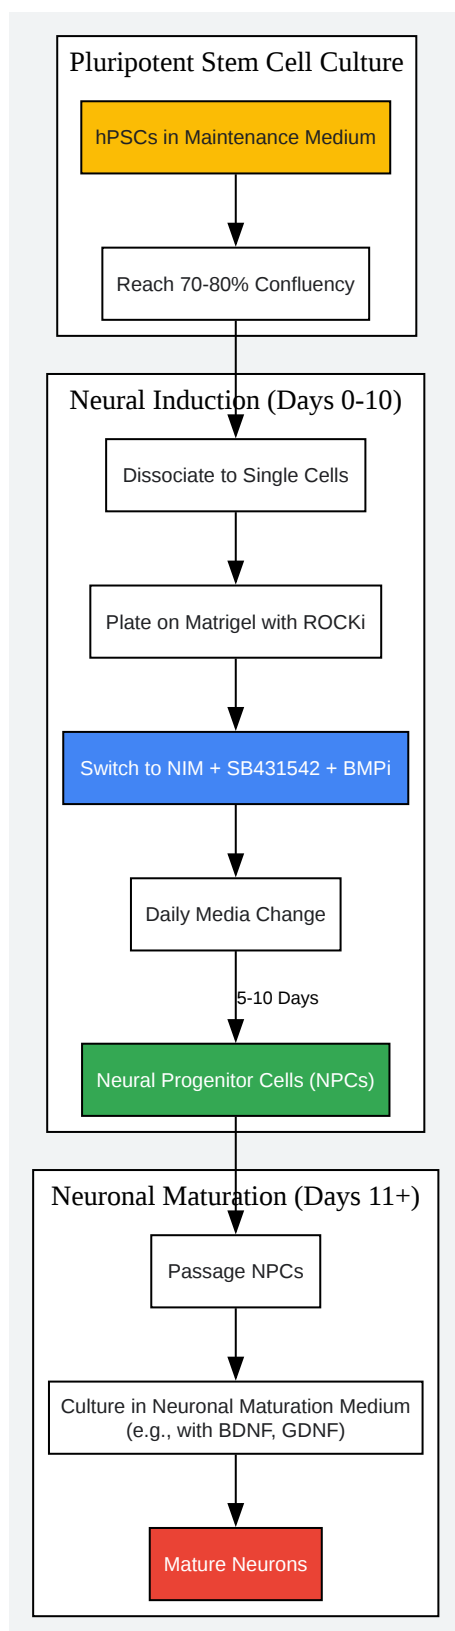 Pluripotent Stem Cell Culture
hPSCs in Maintenance Medium
Reach 70-80% Confluency
Neural Induction (Days 0-10)
Dissociate to Single Cells
Plate on Matrigel with ROCKi
Switch to NIM + SB431542 + BMPi
Daily Media Change
5-10 Days
Neural Progenitor Cells (NPCs)
Neuronal Maturation (Days 11+)
Passage NPCs
Culture in Neuronal Maturation Medium
(e.g., with BDNF, GDNF)
Mature Neurons